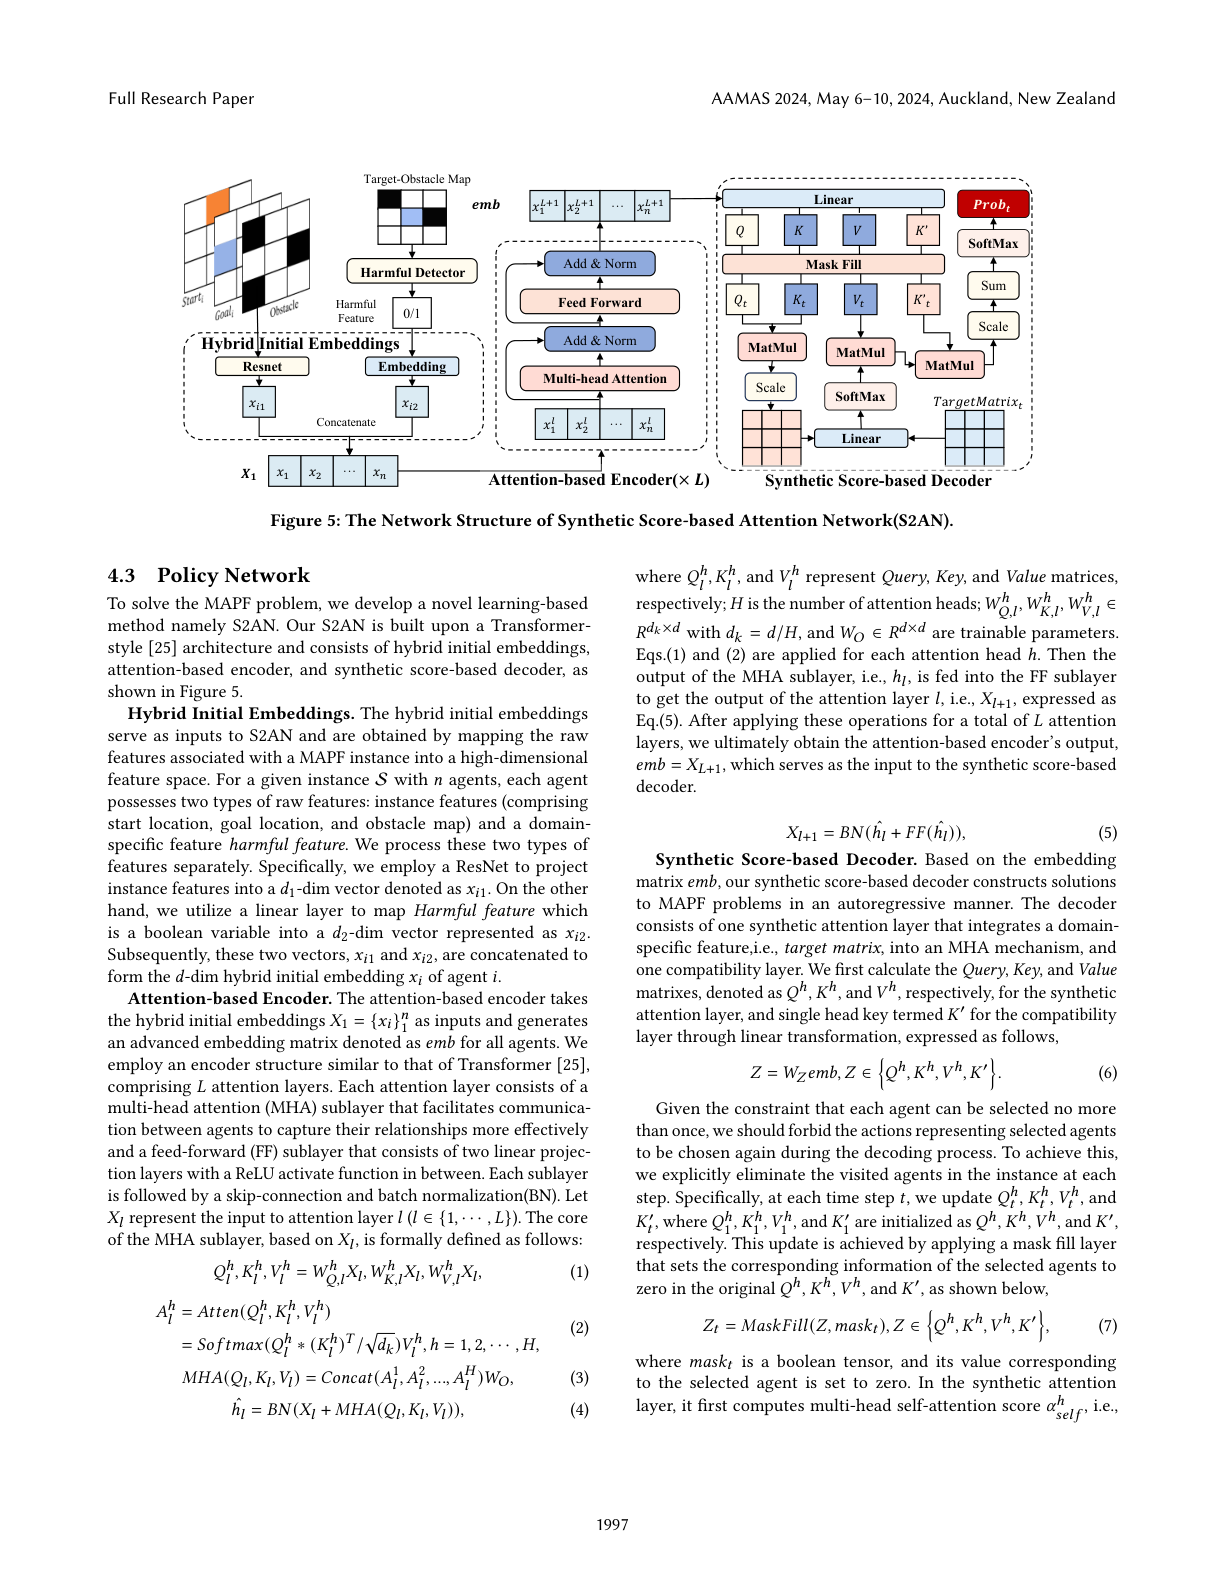 Full Research Paper
AAMAS 2024, May 6–10, 2024, Auckland, New Zealand
Start_i
Goal_i
Obstacle
Target-Obstacle Map
Harmful Detector
Harmful
Feature
0/1
Hybrid Initial Embeddings
Resnet
Embedding
x_{i1}
x_{i2}
Concatenate
X_1
x_1 x_2 ··· x_n
emb
x_1^{L+1} x_2^{L+1} ··· x_n^{L+1}
Add & Norm
Feed Forward
Add & Norm
Multi-head Attention
x_1^l x_2^l ··· x_n^l
Attention-based Encoder(× L)
Linear
Q K V K'
Mask Fill
Q_t K_t V_t K'_t
MatMul
MatMul
MatMul
Scale
SoftMax
Linear
TargetMatrix_t
Prob_t
SoftMax
Sum
Scale
Synthetic Score-based Decoder
Figure 5: The Network Structure of Synthetic Score-based Attention Network(S2AN).
4.3 Policy Network
To solve the MAPF problem, we develop a novel learning-based
method namely S2AN. Our S2AN is built upon a Transformer-
style [25] architecture and consists of hybrid initial embeddings,
attention-based encoder, and synthetic score-based decoder, as
shown in Figure 5.
Hybrid Initial Embeddings. The hybrid initial embeddings
serve as inputs to S2AN and are obtained by mapping the raw
features associated with a MAPF instance into a high-dimensional
feature space. For a given instance S with n agents, each agent
possesses two types of raw features: instance features (comprising
start location, goal location, and obstacle map) and a domain-
specific feature harmful feature. We process these two types of
features separately. Specifically, we employ a ResNet to project
instance features into a d_1-dim vector denoted as x_{i1}. On the other
hand, we utilize a linear layer to map Harmful feature which
is a boolean variable into a d_2-dim vector represented as x_{i2}.
Subsequently, these two vectors, x_{i1} and x_{i2}, are concatenated to
form the d-dim hybrid initial embedding x_i of agent i.
Attention-based Encoder. The attention-based encoder takes
the hybrid initial embeddings X_1 = {x_i}_1^n as inputs and generates
an advanced embedding matrix denoted as emb for all agents. We
employ an encoder structure similar to that of Transformer [25],
comprising L attention layers. Each attention layer consists of a
multi-head attention (MHA) sublayer that facilitates communica-
tion between agents to capture their relationships more effectively
and a feed-forward (FF) sublayer that consists of two linear projec-
tion layers with a ReLU activate function in between. Each sublayer
is followed by a skip-connection and batch normalization(BN). Let
X_l represent the input to attention layer l (l ∈ {1, ··· , L}). The core
of the MHA sublayer, based on X_l, is formally defined as follows:
Q_l^h, K_l^h, V_l^h = W_{Q,l}^h X_l, W_{K,l}^h X_l, W_{V,l}^h X_l, (1)
A_l^h = Atten(Q_l^h, K_l^h, V_l^h)
= Softmax(Q_l^h * (K_l^h)^T / √d_k)V_l^h, h = 1, 2, ··· , H, (2)
MHA(Q_l, K_l, V_l) = Concat(A_l^1, A_l^2, ..., A_l^H)W_O, (3)
ĥ_l = BN(X_l + MHA(Q_l, K_l, V_l)), (4)
where Q_l^h, K_l^h, and V_l^h represent Query, Key, and Value matrices,
respectively; H is the number of attention heads; W_{Q,l}^h, W_{K,l}^h, W_{V,l}^h ∈
R^{d_k×d} with d_k = d/H, and W_O ∈ R^{d×d} are trainable parameters.
Eqs.(1) and (2) are applied for each attention head h. Then the
output of the MHA sublayer, i.e., h_l, is fed into the FF sublayer
to get the output of the attention layer l, i.e., X_{l+1}, expressed as
Eq.(5). After applying these operations for a total of L attention
layers, we ultimately obtain the attention-based encoder's output,
emb = X_{L+1}, which serves as the input to the synthetic score-based
decoder.
X_{l+1} = BN(ĥ_l + FF(ĥ_l)), (5)
Synthetic Score-based Decoder. Based on the embedding
matrix emb, our synthetic score-based decoder constructs solutions
to MAPF problems in an autoregressive manner. The decoder
consists of one synthetic attention layer that integrates a domain-
specific feature,i.e., target matrix, into an MHA mechanism, and
one compatibility layer. We first calculate the Query, Key, and Value
matrixes, denoted as Q^h, K^h, and V^h, respectively, for the synthetic
attention layer, and single head key termed K′ for the compatibility
layer through linear transformation, expressed as follows,
Z = W_Z emb, Z ∈ {Q^h, K^h, V^h, K′}. (6)
Given the constraint that each agent can be selected no more
than once, we should forbid the actions representing selected agents
to be chosen again during the decoding process. To achieve this,
we explicitly eliminate the visited agents in the instance at each
step. Specifically, at each time step t, we update Q_t^h, K_t^h, V_t^h, and
K′_t, where Q_1^h, K_1^h, V_1^h, and K′_1 are initialized as Q^h, K^h, V^h, and K′,
respectively. This update is achieved by applying a mask fill layer
that sets the corresponding information of the selected agents to
zero in the original Q^h, K^h, V^h, and K′, as shown below,
Z_t = MaskFill(Z, mask_t), Z ∈ {Q^h, K^h, V^h, K′}, (7)
where mask_t is a boolean tensor, and its value corresponding
to the selected agent is set to zero. In the synthetic attention
layer, it first computes multi-head self-attention score α_{self}^h, i.e.,
1997